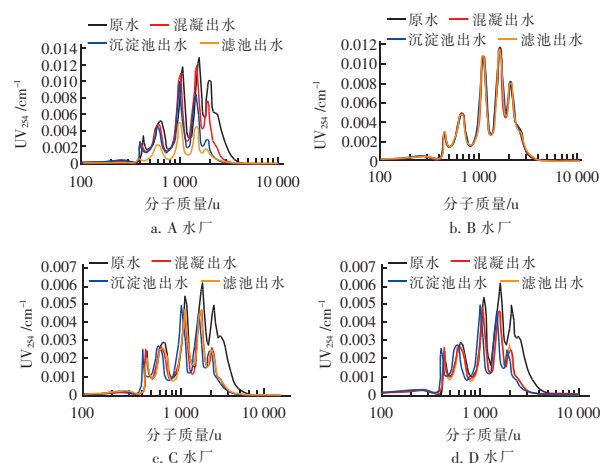 原水 混凝出水
沉淀池出水 滤池出水
0.014
0.012
0.010
0.008
0.006
0.004
0.002
0
UV254/cm⁻¹
100 1 000 10 000
分子质量/u
a. A 水厂
原水 混凝出水
沉淀池出水 滤池出水
0.012
0.010
0.008
0.006
0.004
0.002
0.000
UV254/cm⁻¹
100 1 000 10 000
分子质量/u
b. B 水厂
原水 混凝出水
沉淀池出水 滤池出水
0.007
0.006
0.005
0.004
0.003
0.002
0.001
0
UV254/cm⁻¹
100 1 000 10 000
分子质量/u
c. C 水厂
原水 混凝出水
沉淀池出水 滤池出水
0.007
0.006
0.005
0.004
0.003
0.002
0.001
0
UV254/cm⁻¹
100 1 000 10 000
分子质量/u
d. D 水厂